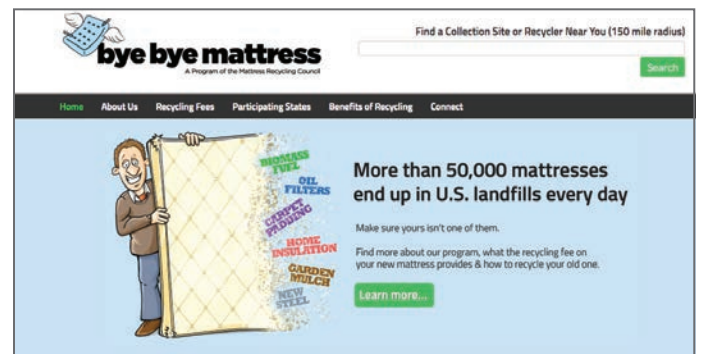 Find a Collection Site or Recycler Near You (150 mile radius)
bye bye mattress
A Program of the Mattress Recycling Council
Search
Home About Us Recycling Fees Participating States Benefits of Recycling Connect
BIOMASS
FUEL
OIL
FILTERS
CARPET
PADDING
HOME
INSULATION
GARDEN
MULCH
NEW
STEEL
More than 50,000 mattresses
end up in U.S. landfills every day
Make sure yours isn't one of them.
Find more about our program, what the recycling fee on
your new mattress provides & how to recycle your old one.
Learn more...